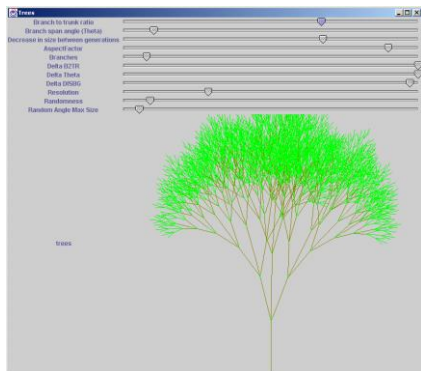 Trees
Branch to trunk ratio
Branch span angle (Theta)
Decrease in size between generations
AspectFactor
Branches
Delta B2TR
Delta Theta
Delta DISBG
Resolution
Randomness
Random Angle Max Size
trees